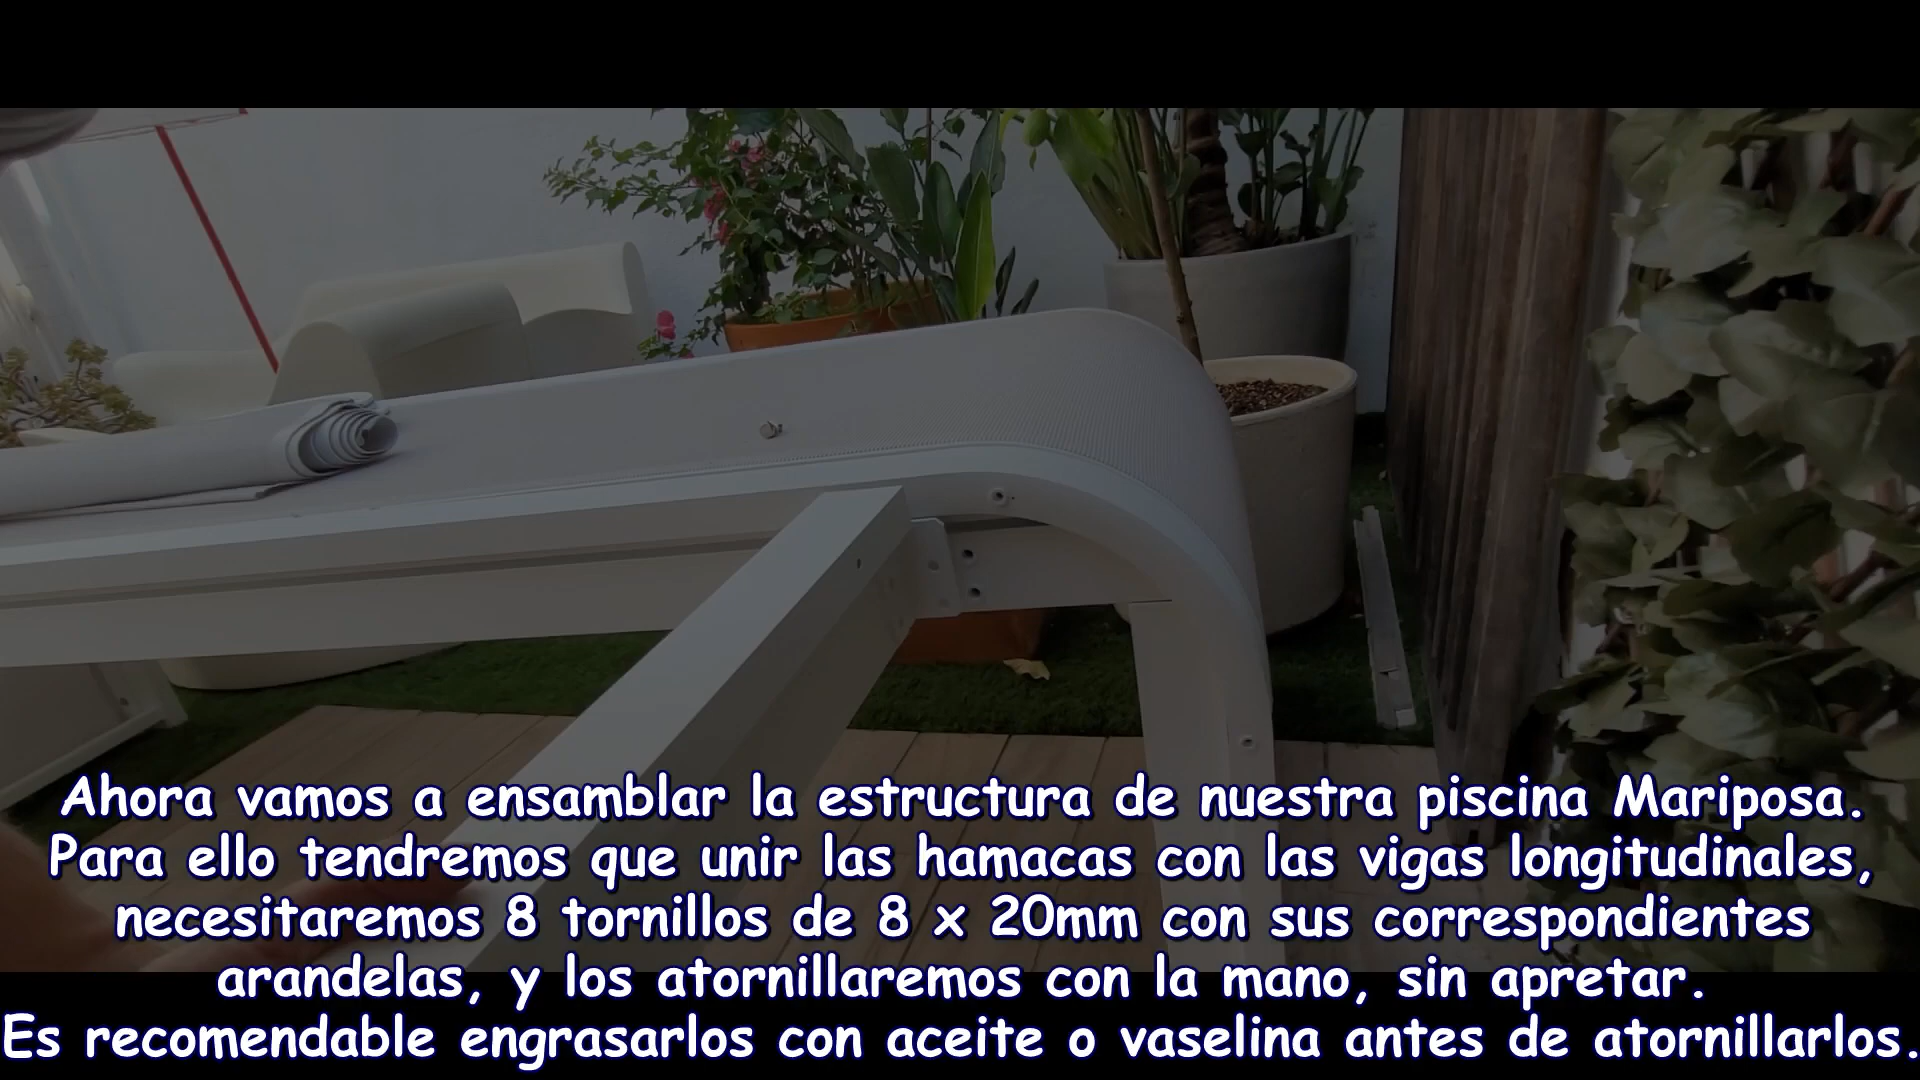 Ahora vamos a ensamblar la estructura de nuestra piscina Mariposa.
Para ello tendremos que unir las hamacas con las vigas longitudinales,
necesitaremos 8 tornillos de 8 x 20mm con sus correspondientes
arandelas, y los atornillaremos con la mano, sin apretar.
Es recomendable engrasarlos con aceite o vaselina antes de atornillarlos.